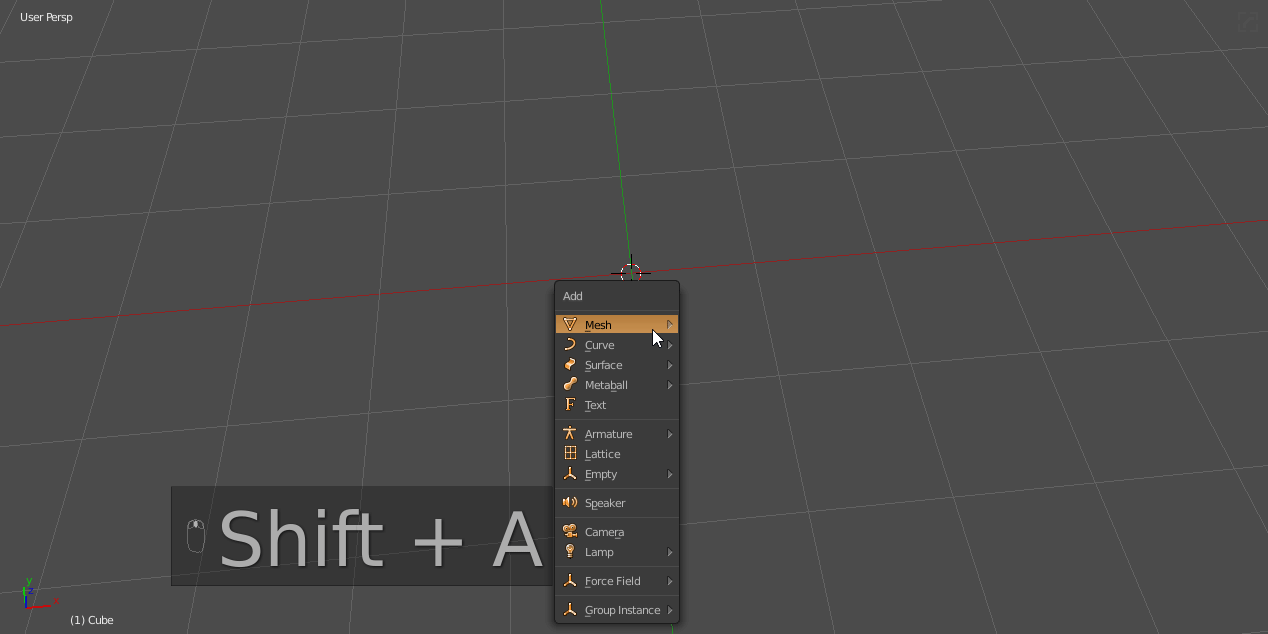 User Persp
Add
Mesh
Curve
Surface
Metaball
Text
Armature
Lattice
Empty
Speaker
Shift + A
Camera
Lamp
Force Field
Group Instance
y
z
x
(1) Cube